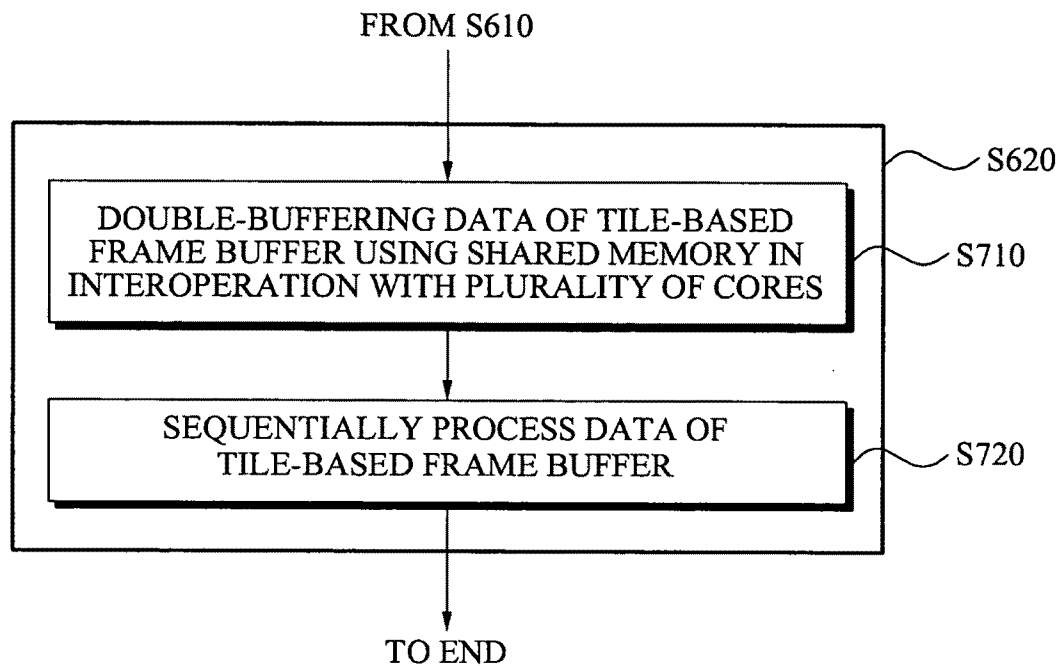 FROM S610
S620
DOUBLE-BUFFERING DATA OF TILE-BASED
FRAME BUFFER USING SHARED MEMORY IN
INTEROPERATION WITH PLURALITY OF CORES
S710
SEQUENTIALLY PROCESS DATA OF
TILE-BASED FRAME BUFFER
S720
TO END